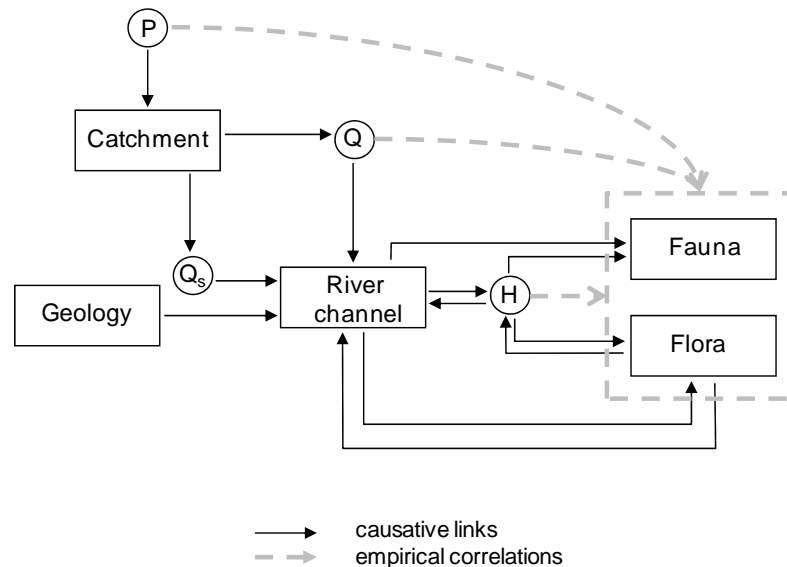 P
Catchment
Q
Qs
Fauna
River
channel
H
Geology
Flora
causative links
empirical correlations